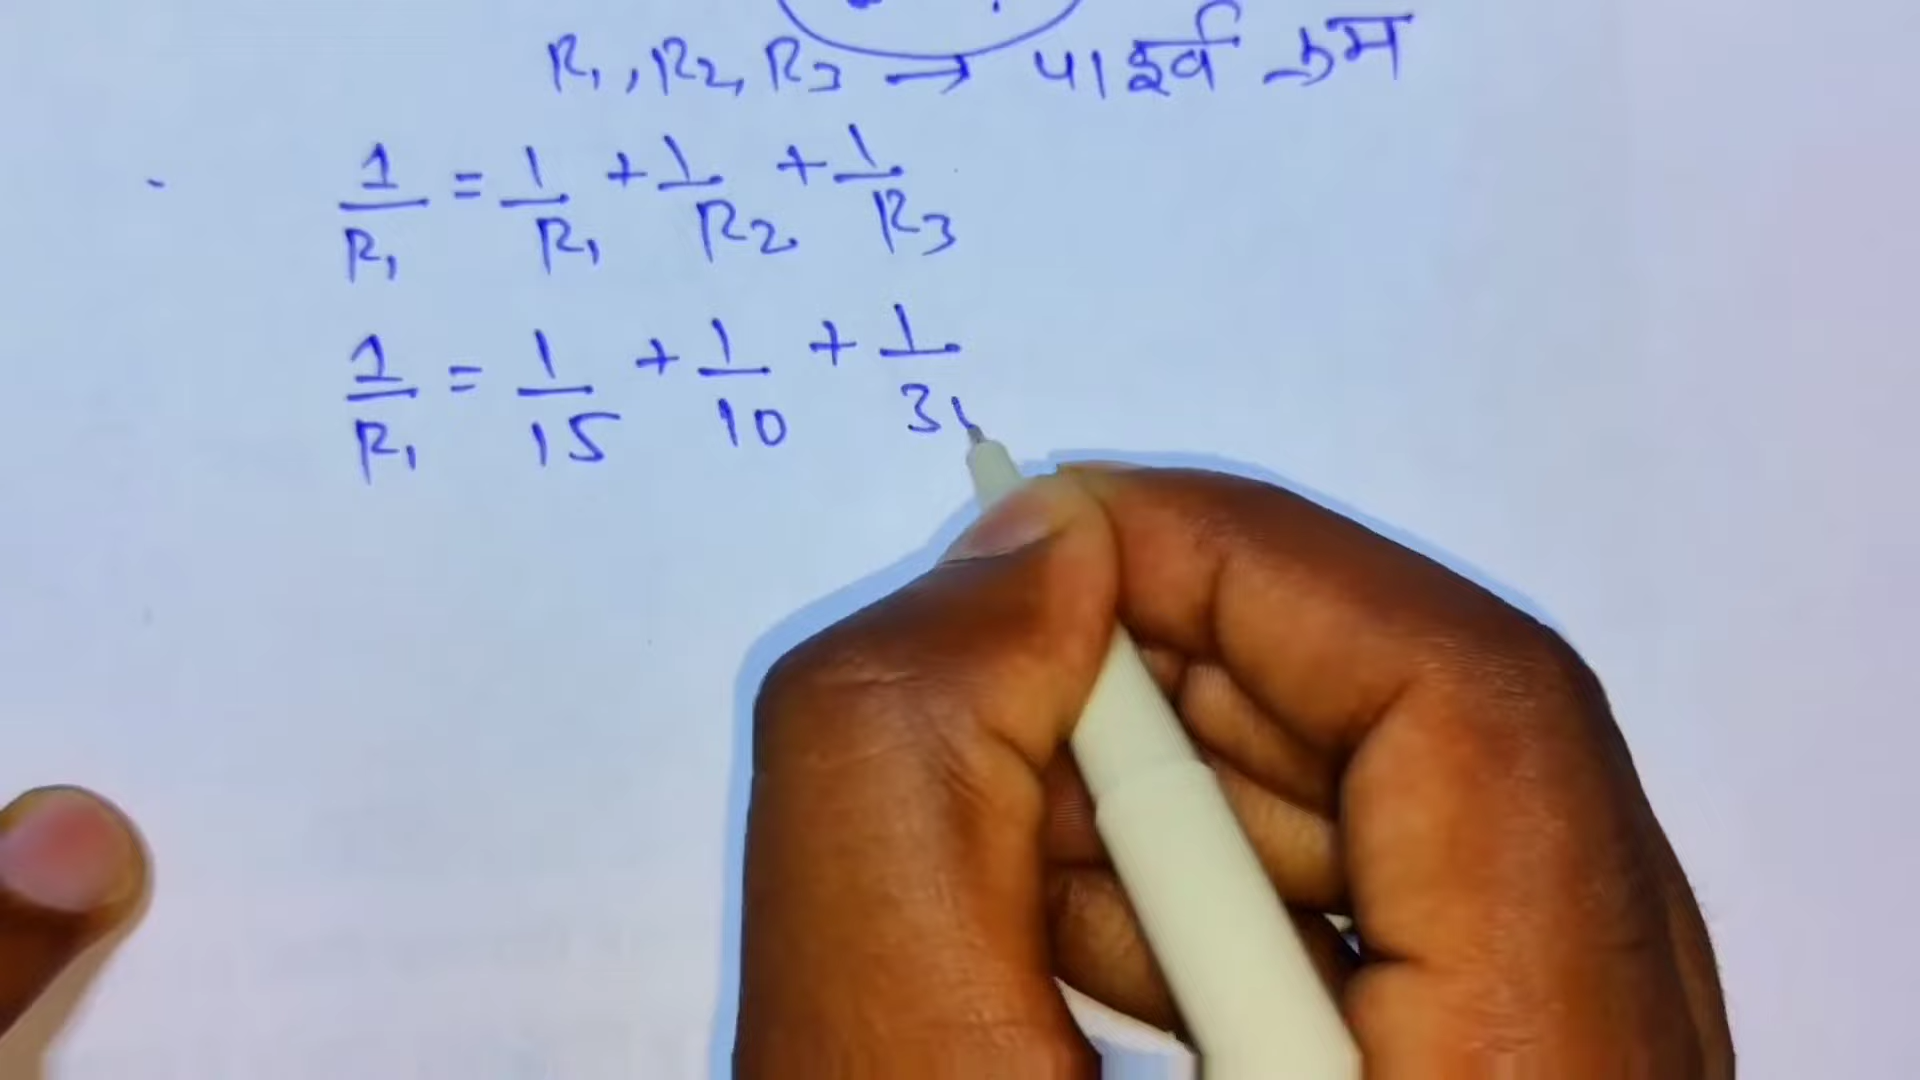 R₁, R₂, R₃ → पार्श्व क्रम
1/R₁ = 1/R₁ + 1/R₂ + 1/R₃
1/R₁ = 1/15 + 1/10 + 1/3